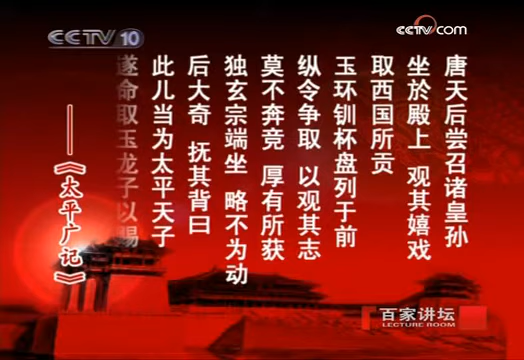 CCTV 10
CCTV.com
唐天后尝召诸皇孙
坐於殿上 观其嬉戏
取西国所贡
玉环钏杯盘列于前
纵令争取 以观其志
莫不奔竞 厚有所获
独玄宗端坐 略不为动
后大奇 抚其背曰
此儿当为太平天子
遂命取玉龙子以赐
——《太平广记》
百家讲坛
LECTURE ROOM